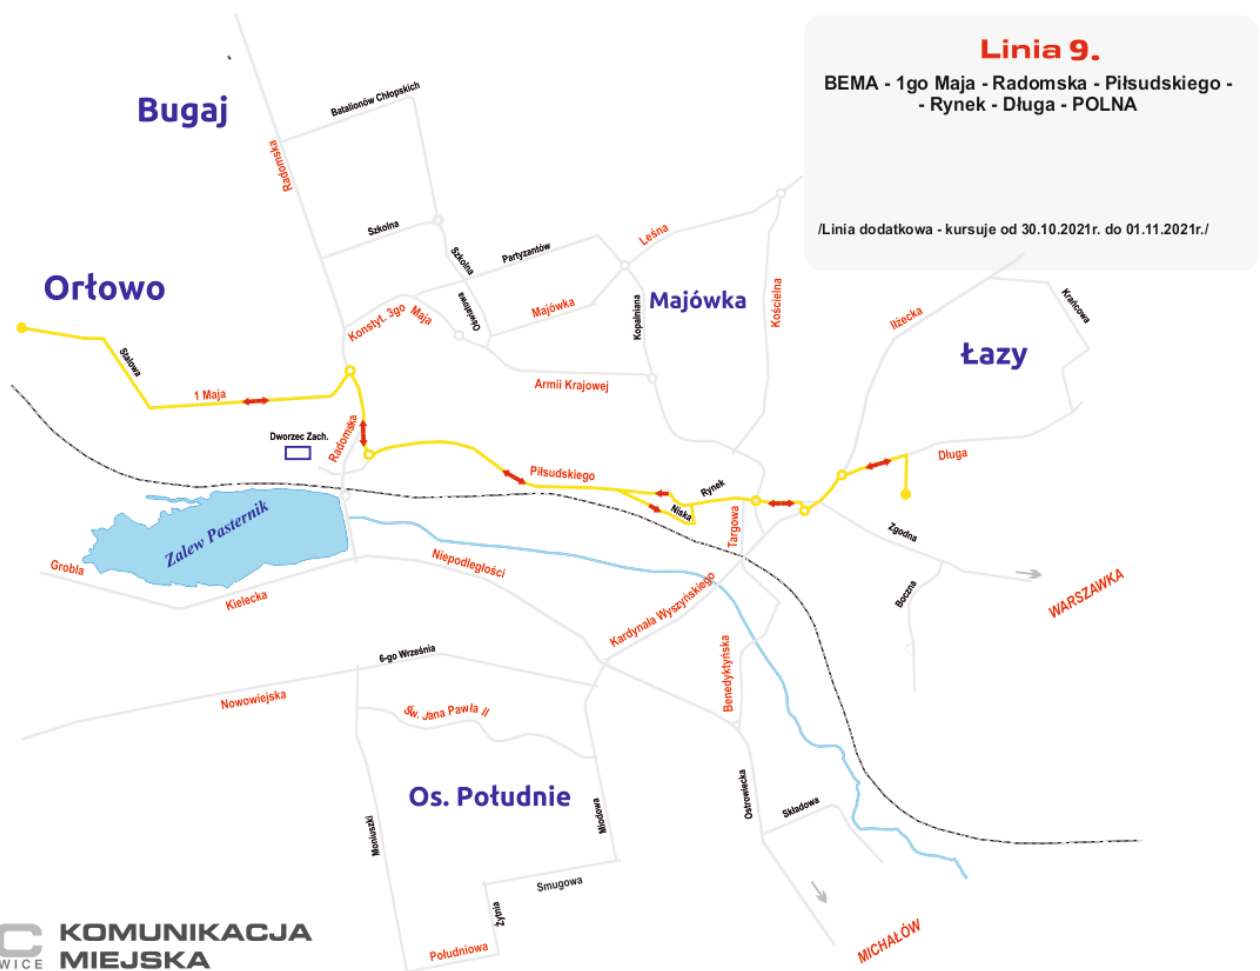 Linia 9.
BEMA - 1go Maja - Radomska - Piłsudskiego -
- Rynek - Długa - POLNA
/Linia dodatkowa - kursuje od 30.10.2021r. do 01.11.2021r./
Bugaj
Batalionów Chłopskich
Radomska
Szkolna
Szkolna
Partyzantów
Leśna
Orłowo
Konstyt. 3go Maja
Oświatowa
Majówka
Kopalniana
Majówka
Kościelna
Iłżecka
Krańcowa
Łazy
Stalowa
1 Maja
Armii Krajowej
Dworzec Zach.
Radomska
Piłsudskiego
Rynek
Niska
Targowa
Długa
Zgodna
Zalew Pasternik
Grobla
Kielecka
Niepodległości
Kardynała Wyszyńskiego
Boczna
WARSZAWKA
6-go Września
Nowowiejska
Benedyktyńska
Św. Jana Pawła II
Os. Południe
Moniuszki
Miodowa
Ostrowiecka
Składowa
Smugowa
Żytnia
Południowa
MICHAŁÓW
C
WICE
KOMUNIKACJA
MIEJSKA